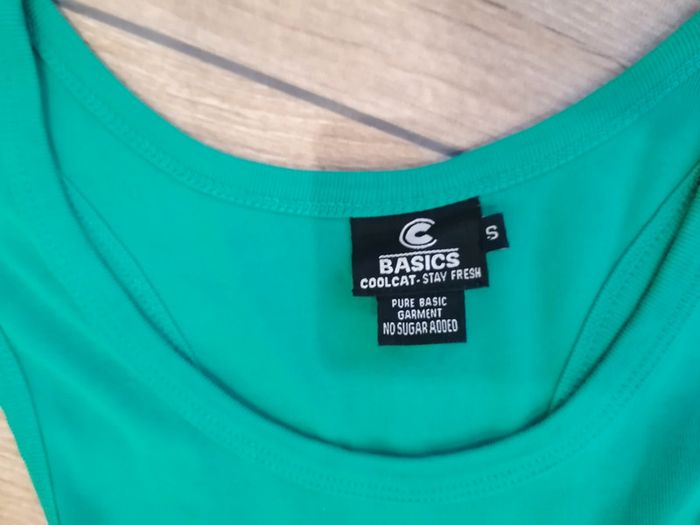 C
BASICS
COOLCAT - STAY FRESH
S
PURE BASIC
GARMENT
NO SUGAR ADDED